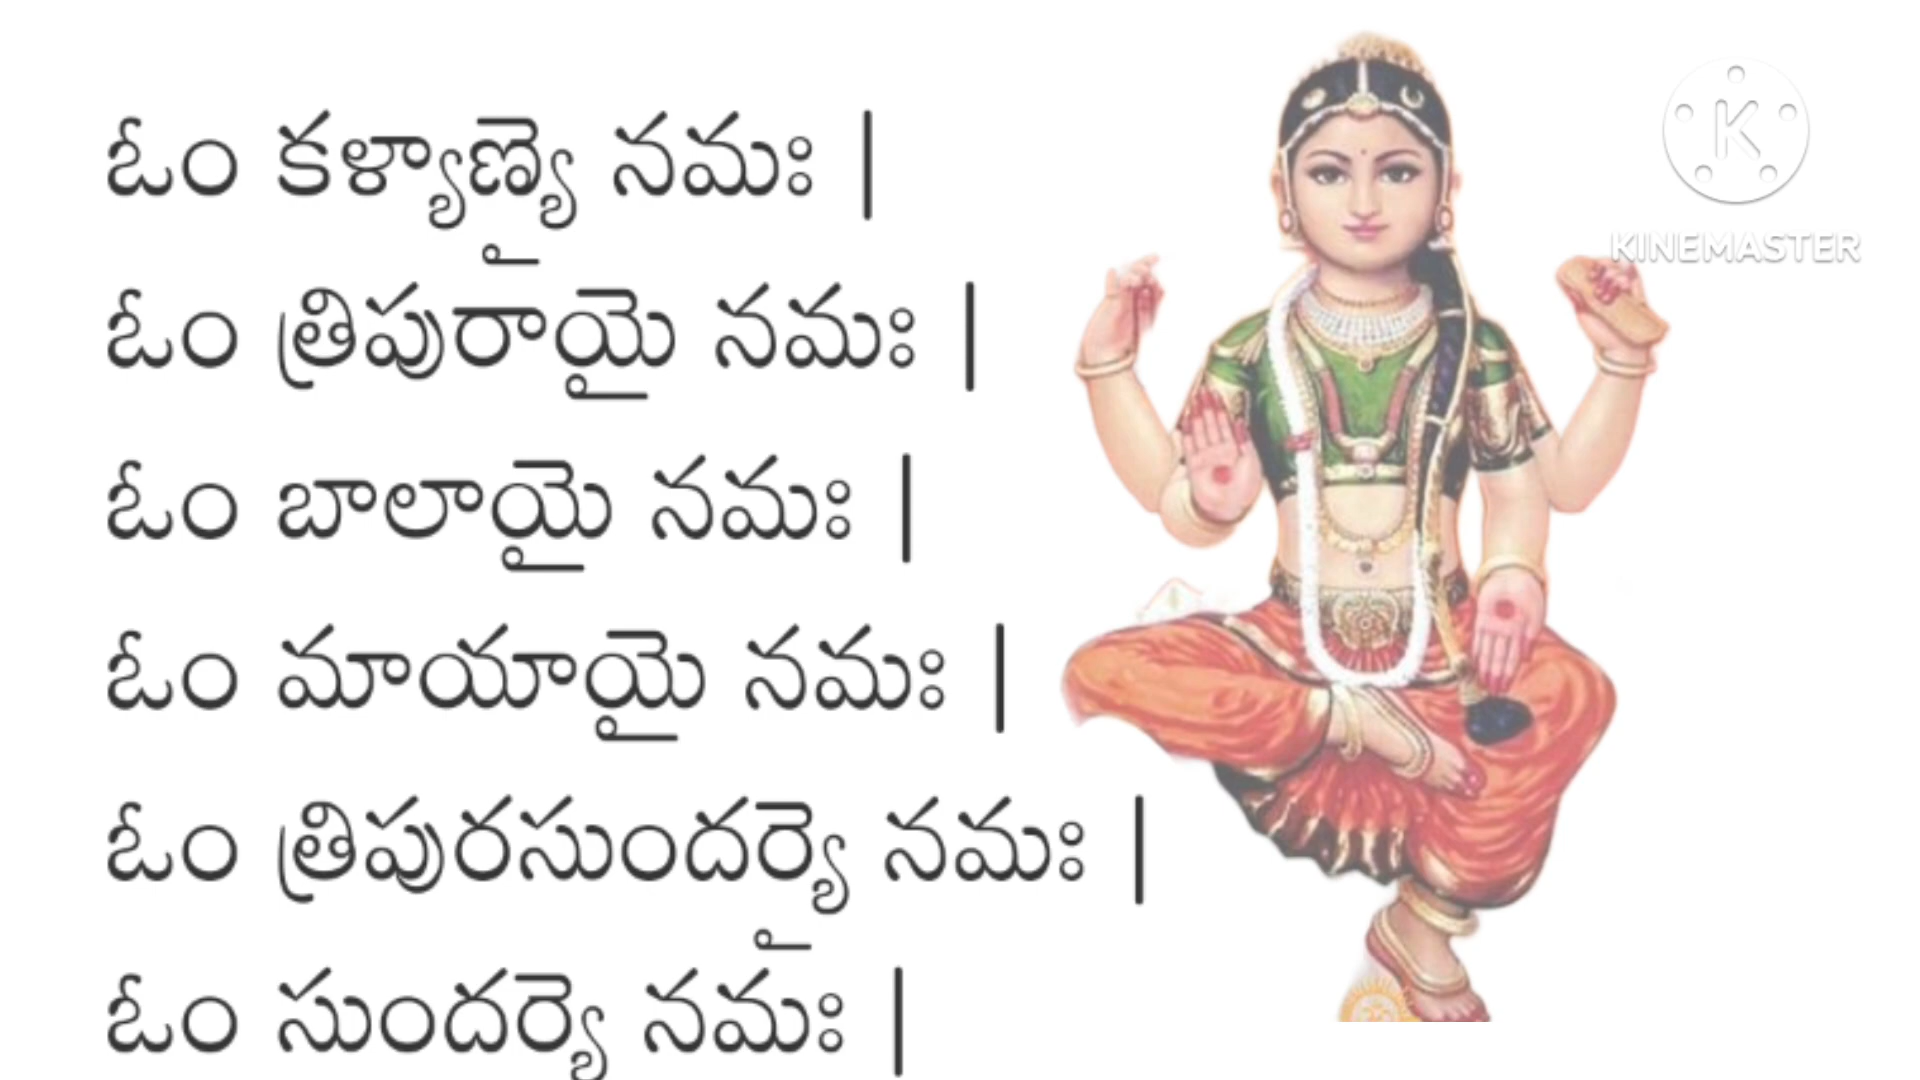 ఓం కళ్యాణ్యై నమః |
ఓం త్రిపురాయై నమః |
ఓం బాలాయై నమః |
ఓం మాయాయై నమః |
ఓం త్రిపురసుందర్యై నమః |
ఓం సుందర్యై నమః |
K
KINEMASTER